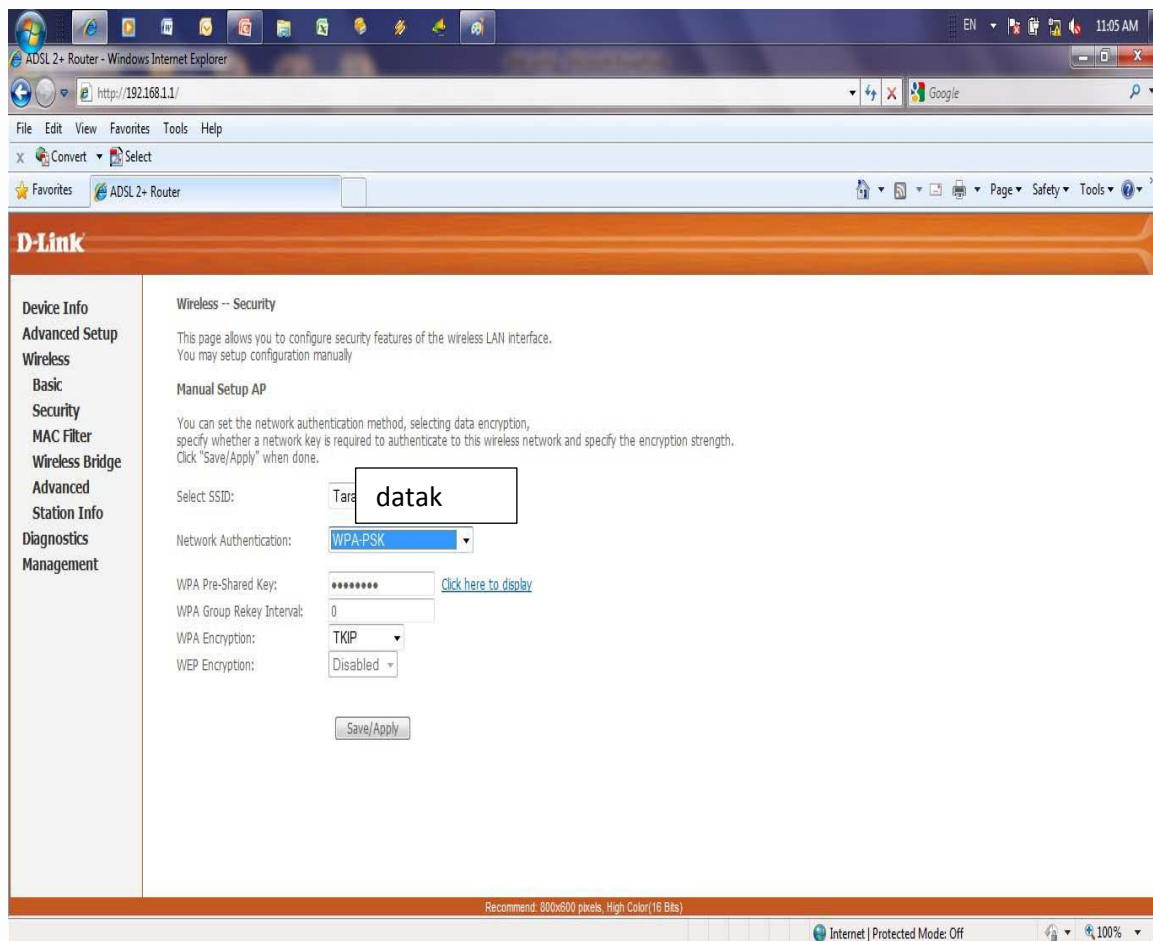 EN
11:05 AM
ADSL 2+ Router - Windows Internet Explorer
http://192.168.1.1/
Google
File Edit View Favorites Tools Help
x Convert Select
Favorites ADSL 2+ Router
Page Safety Tools
D-Link
Device Info
Advanced Setup
Wireless
Basic
Security
MAC Filter
Wireless Bridge
Advanced
Station Info
Diagnostics
Management
Wireless -- Security
This page allows you to configure security features of the wireless LAN interface.
You may setup configuration manually
Manual Setup AP
You can set the network authentication method, selecting data encryption,
specify whether a network key is required to authenticate to this wireless network and specify the encryption strength.
Click "Save/Apply" when done.
Select SSID: Tara datak
Network Authentication: WPA-PSK
WPA Pre-Shared Key: •••••••• Click here to display
WPA Group Rekey Interval: 0
WPA Encryption: TKIP
WEP Encryption: Disabled
Save/Apply
Recommend: 800x600 pixels, High Color(16 Bits)
Internet | Protected Mode: Off
100%